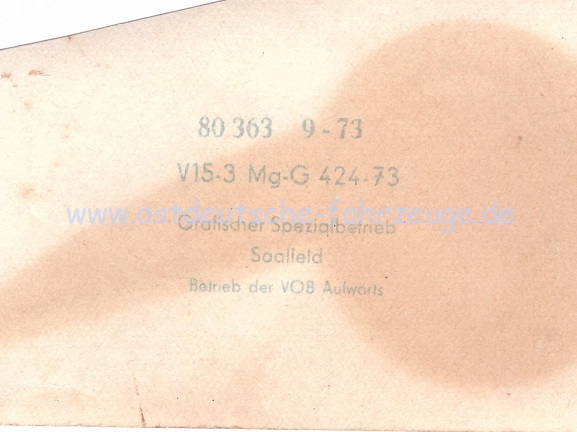 80 363 9-73
V15-3 Mg-G 424-73
www.ostdeutsche-fahrzeuge.de
Grafischer Spezialbetrieb
Saalfeld
Betrieb der VOB Aufwärts